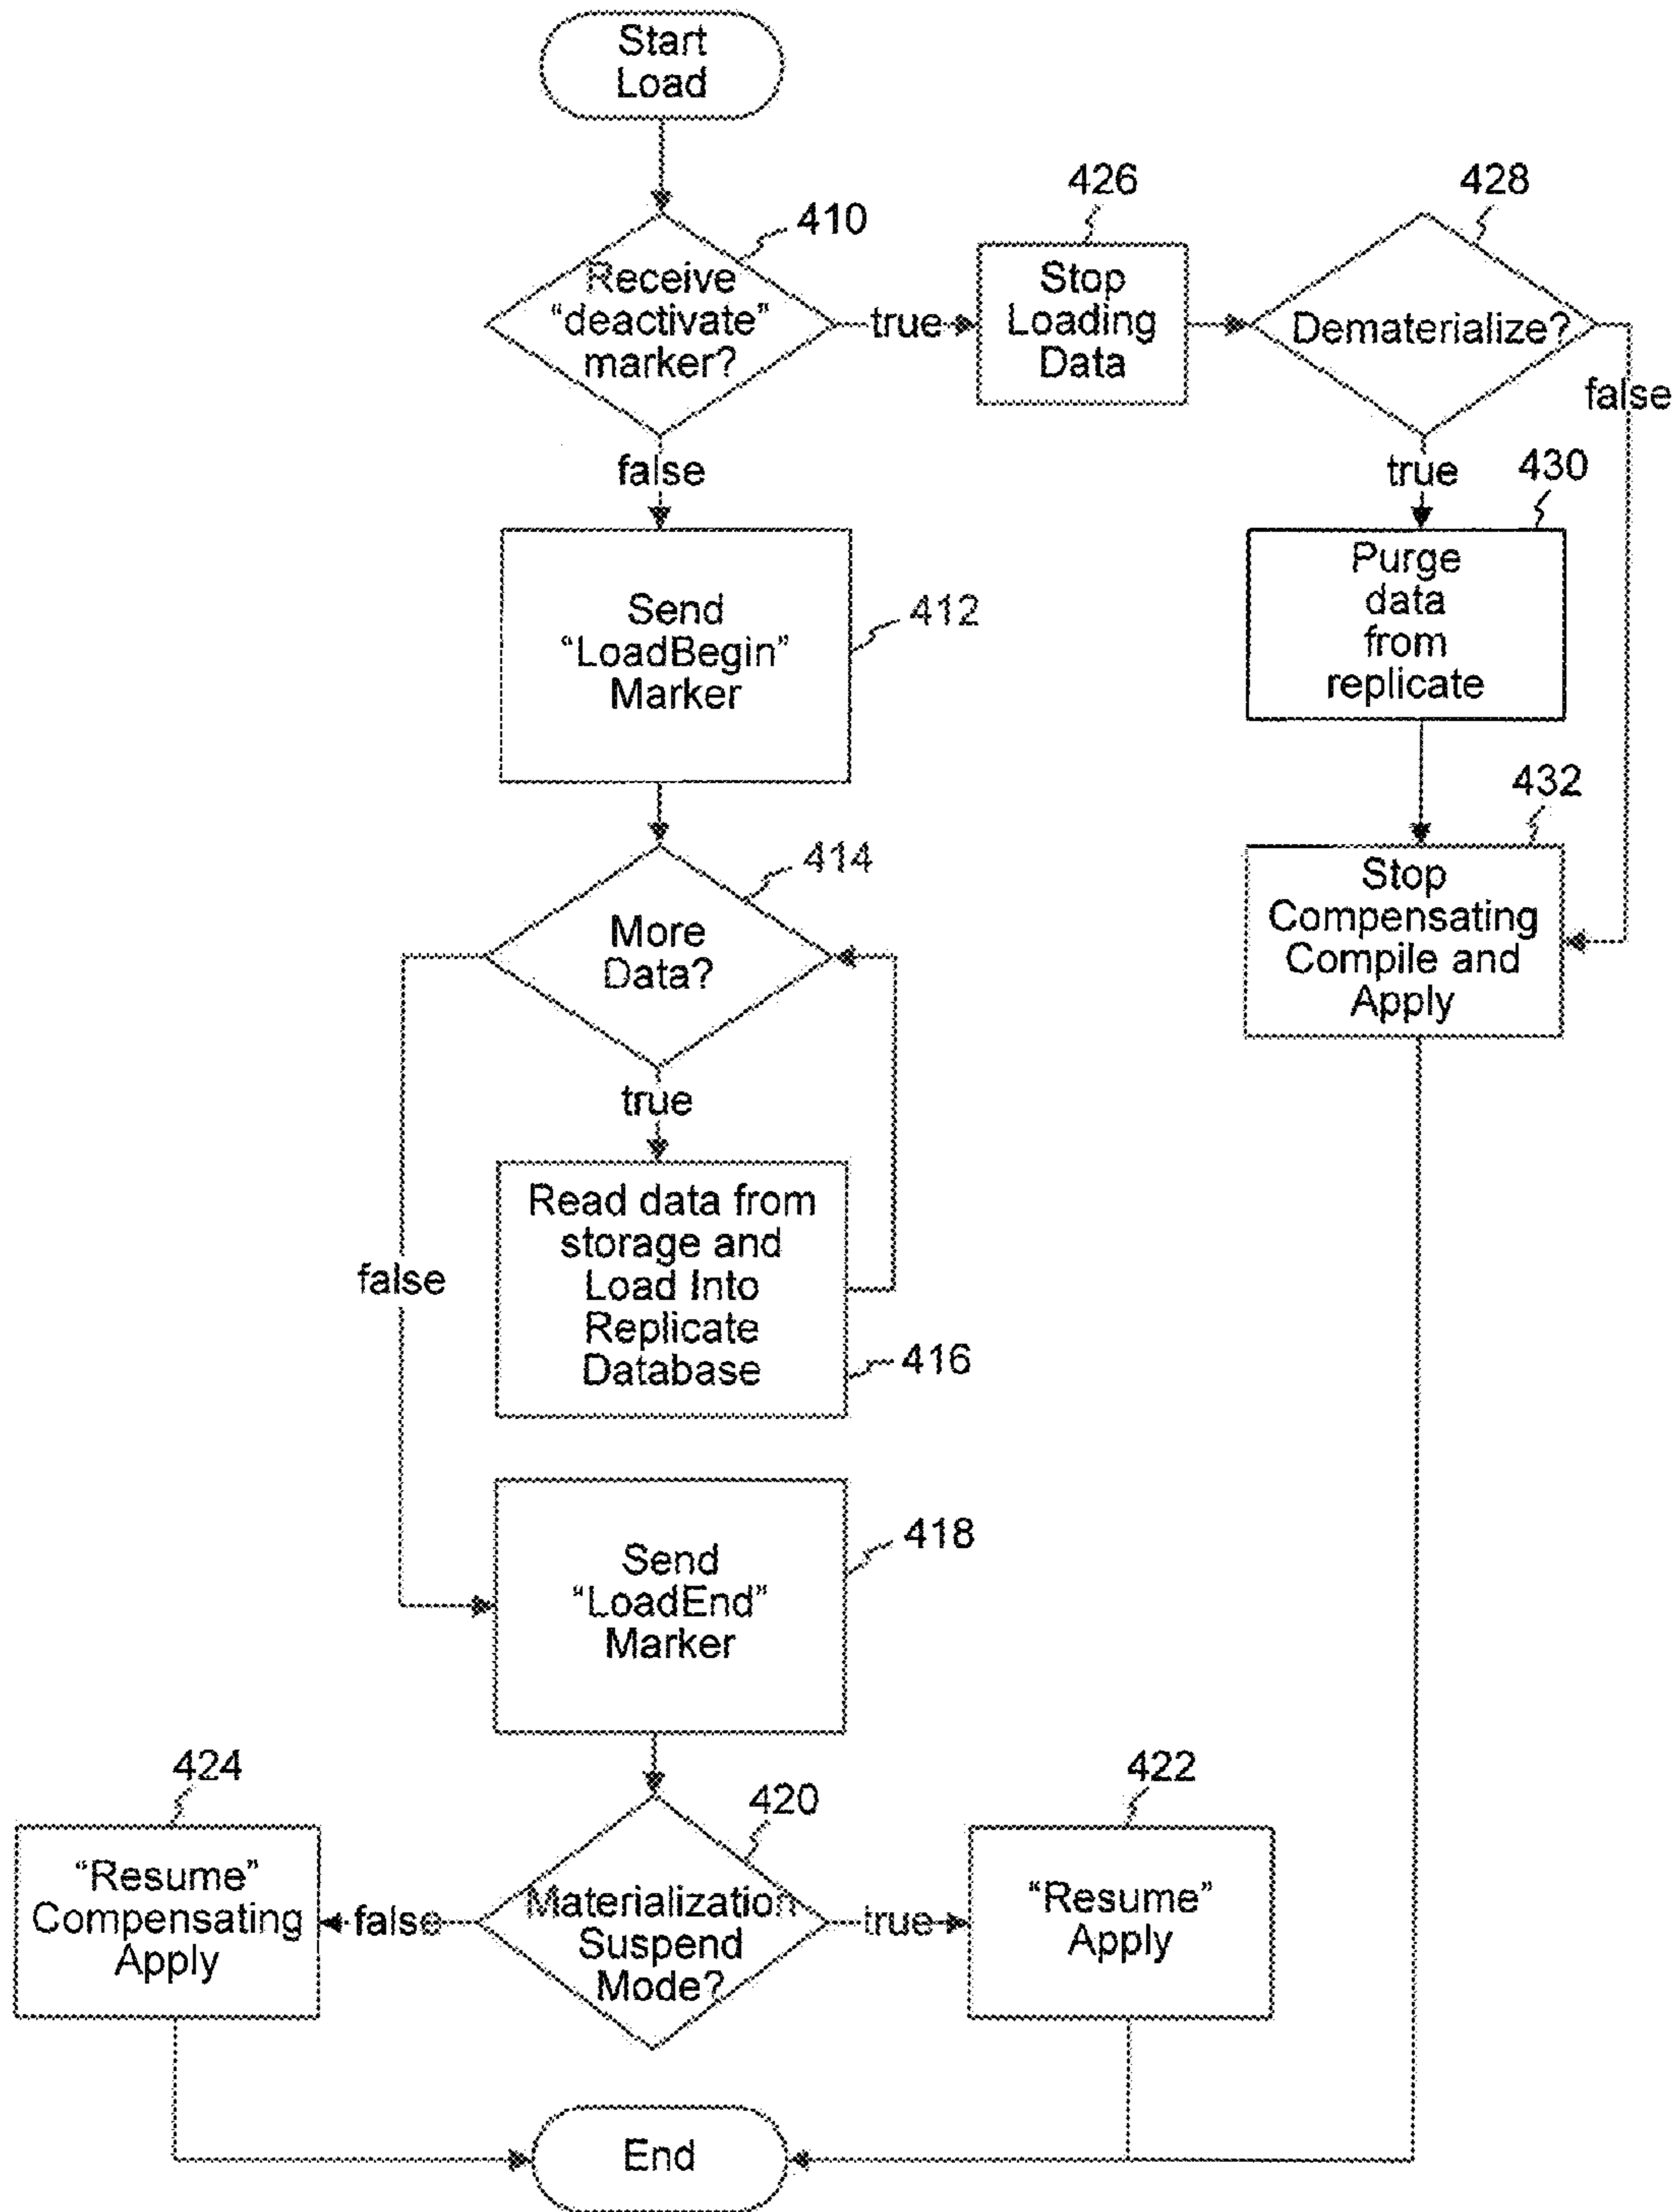 Start
Load
410
Receive
“deactivate”
marker?
true
426
Stop
Loading
Data
428
Dematerialize?
false
false
true
430
Purge
data
from
replicate
Send
“LoadBegin”
Marker
412
432
Stop
Compensating
Compile and
Apply
414
More
Data?
true
false
Read data from
storage and
Load Into
Replicate
Database
416
Send
“LoadEnd”
Marker
418
424
“Resume”
Compensating
Apply
false
420
Materialization
Suspend
Mode?
true
422
“Resume”
Apply
End